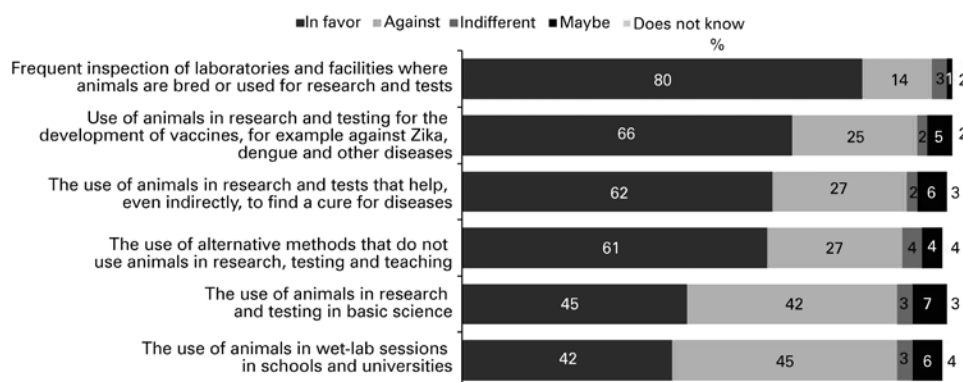 In favor Against Indifferent Maybe Does not know
%
Frequent inspection of laboratories and facilities where
animals are bred or used for research and tests
80 14 3 1 2
Use of animals in research and testing for the
development of vaccines, for example against Zika,
dengue and other diseases
66 25 2 5 2
The use of animals in research and tests that help,
even indirectly, to find a cure for diseases
62 27 2 6 3
The use of alternative methods that do not
use animals in research, testing and teaching
61 27 4 4 4
The use of animals in research
and testing in basic science
45 42 3 7 3
The use of animals in wet-lab sessions
in schools and universities
42 45 3 6 4